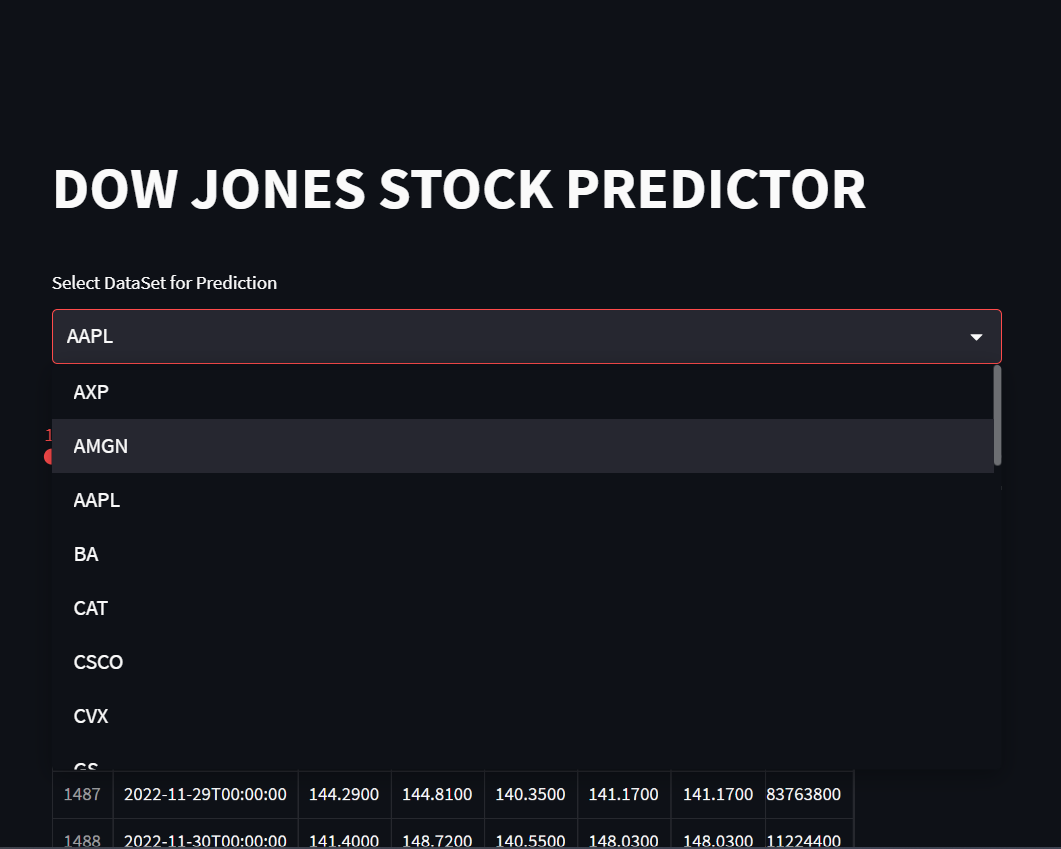 DOW JONES STOCK PREDICTOR
Select DataSet for Prediction
AAPL
AXP
1
AMGN
AAPL
BA
CAT
CSCO
CVX
GS
1487 2022-11-29T00:00:00 144.2900 144.8100 140.3500 141.1700 141.1700 83763800
1488 2022-11-30T00:00:00 141.4000 148.7200 140.5500 148.0300 148.0300 11224400